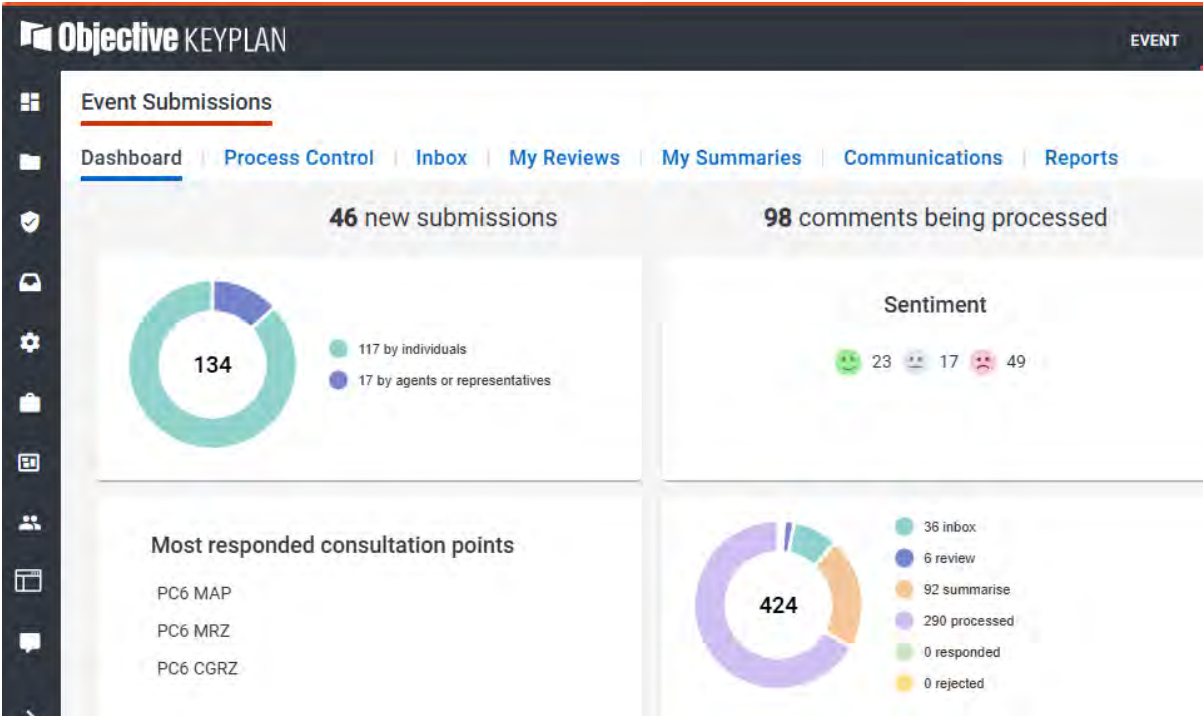 Objective KEYPLAN
EVENT
Event Submissions
Dashboard | Process Control | Inbox | My Reviews | My Summaries | Communications | Reports
46 new submissions
98 comments being processed
134
117 by individuals
17 by agents or representatives
Sentiment
23 17 49
Most responded consultation points
PC6 MAP
PC6 MRZ
PC6 CGRZ
424
36 inbox
6 review
92 summarise
290 processed
0 responded
0 rejected